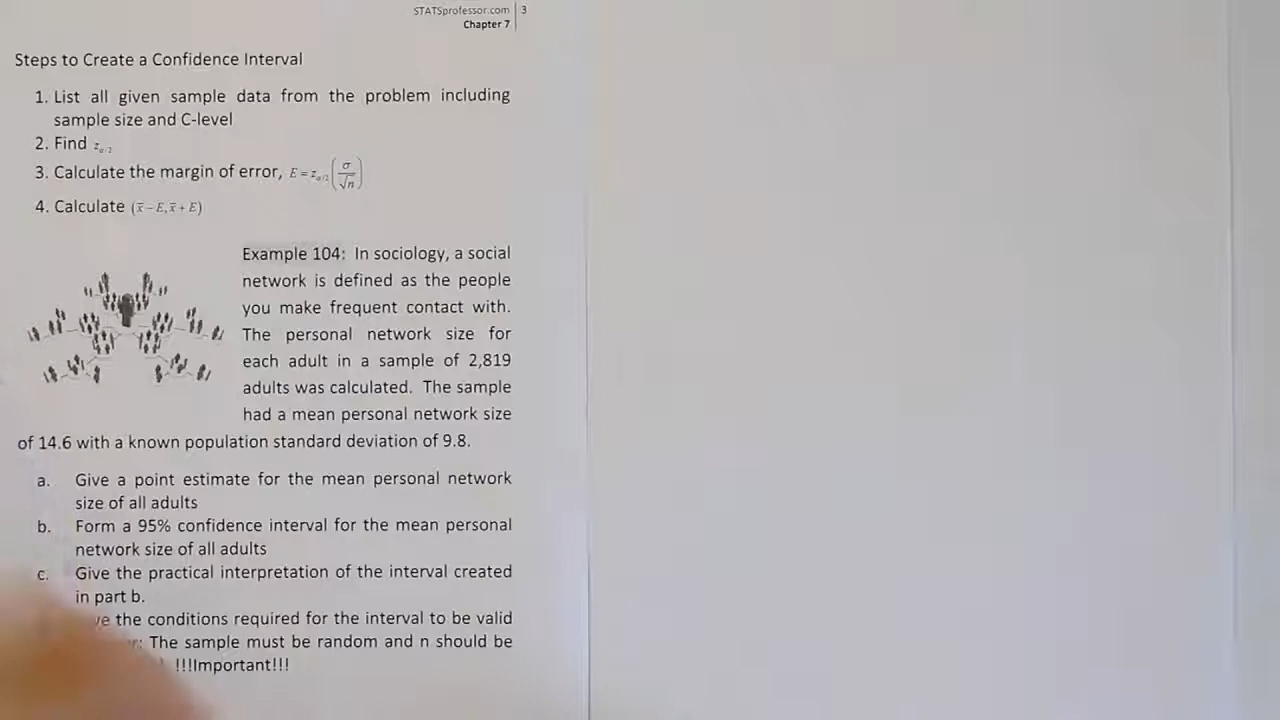 STATSprofessor.com 3
Chapter 7
Steps to Create a Confidence Interval
1. List all given sample data from the problem including
sample size and C-level
2. Find z_{α/2}
3. Calculate the margin of error, E = z_{α/2}(σ/√n)
4. Calculate (x̄ − E, x̄ + E)
Example 104: In sociology, a social
network is defined as the people
you make frequent contact with.
The personal network size for
each adult in a sample of 2,819
adults was calculated. The sample
had a mean personal network size
of 14.6 with a known population standard deviation of 9.8.
a. Give a point estimate for the mean personal network
size of all adults
b. Form a 95% confidence interval for the mean personal
network size of all adults
c. Give the practical interpretation of the interval created
in part b.
the conditions required for the interval to be valid
The sample must be random and n should be
!!!Important!!!